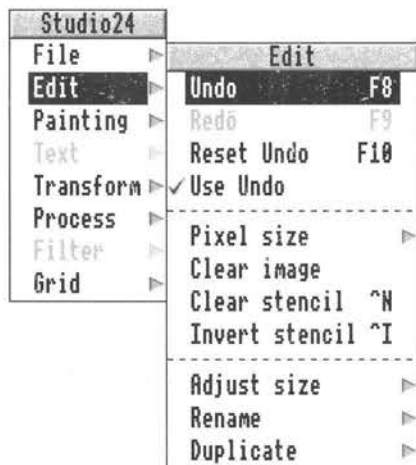 Studio24
File
Edit
Painting
Text
Transform
Process
Filter
Grid
Edit
Undo F8
Redo F9
Reset Undo F10
✓ Use Undo
Pixel size
Clear image
Clear stencil ^N
Invert stencil ^I
Adjust size
Rename
Duplicate